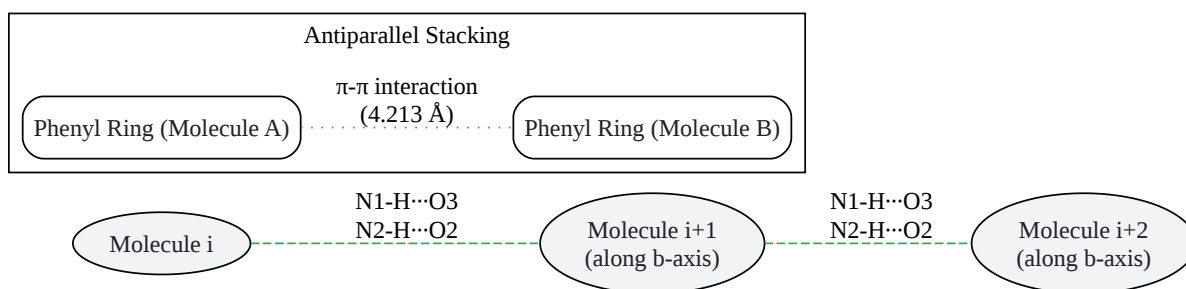 Antiparallel Stacking
π-π interaction
(4.213 Å)
Phenyl Ring (Molecule A)
Phenyl Ring (Molecule B)
N1-H···O3
N2-H···O2
N1-H···O3
N2-H···O2
Molecule i
Molecule i+1
(along b-axis)
Molecule i+2
(along b-axis)